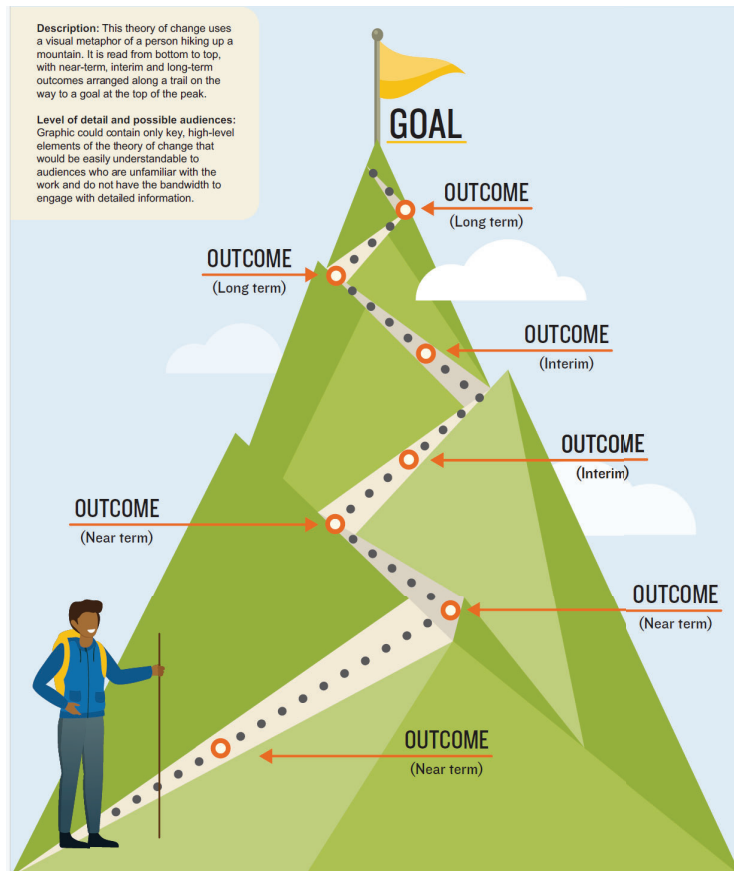 Description: This theory of change uses
a visual metaphor of a person hiking up a
mountain. It is read from bottom to top,
with near-term, interim and long-term
outcomes arranged along a trail on the
way to a goal at the top of the peak.
Level of detail and possible audiences:
Graphic could contain only key, high-level
elements of the theory of change that
would be easily understandable to
audiences who are unfamiliar with the
work and do not have the bandwidth to
engage with detailed information.
GOAL
OUTCOME
(Long term)
OUTCOME
(Long term)
OUTCOME
(Interim)
OUTCOME
(Interim)
OUTCOME
(Near term)
OUTCOME
(Near term)
OUTCOME
(Near term)